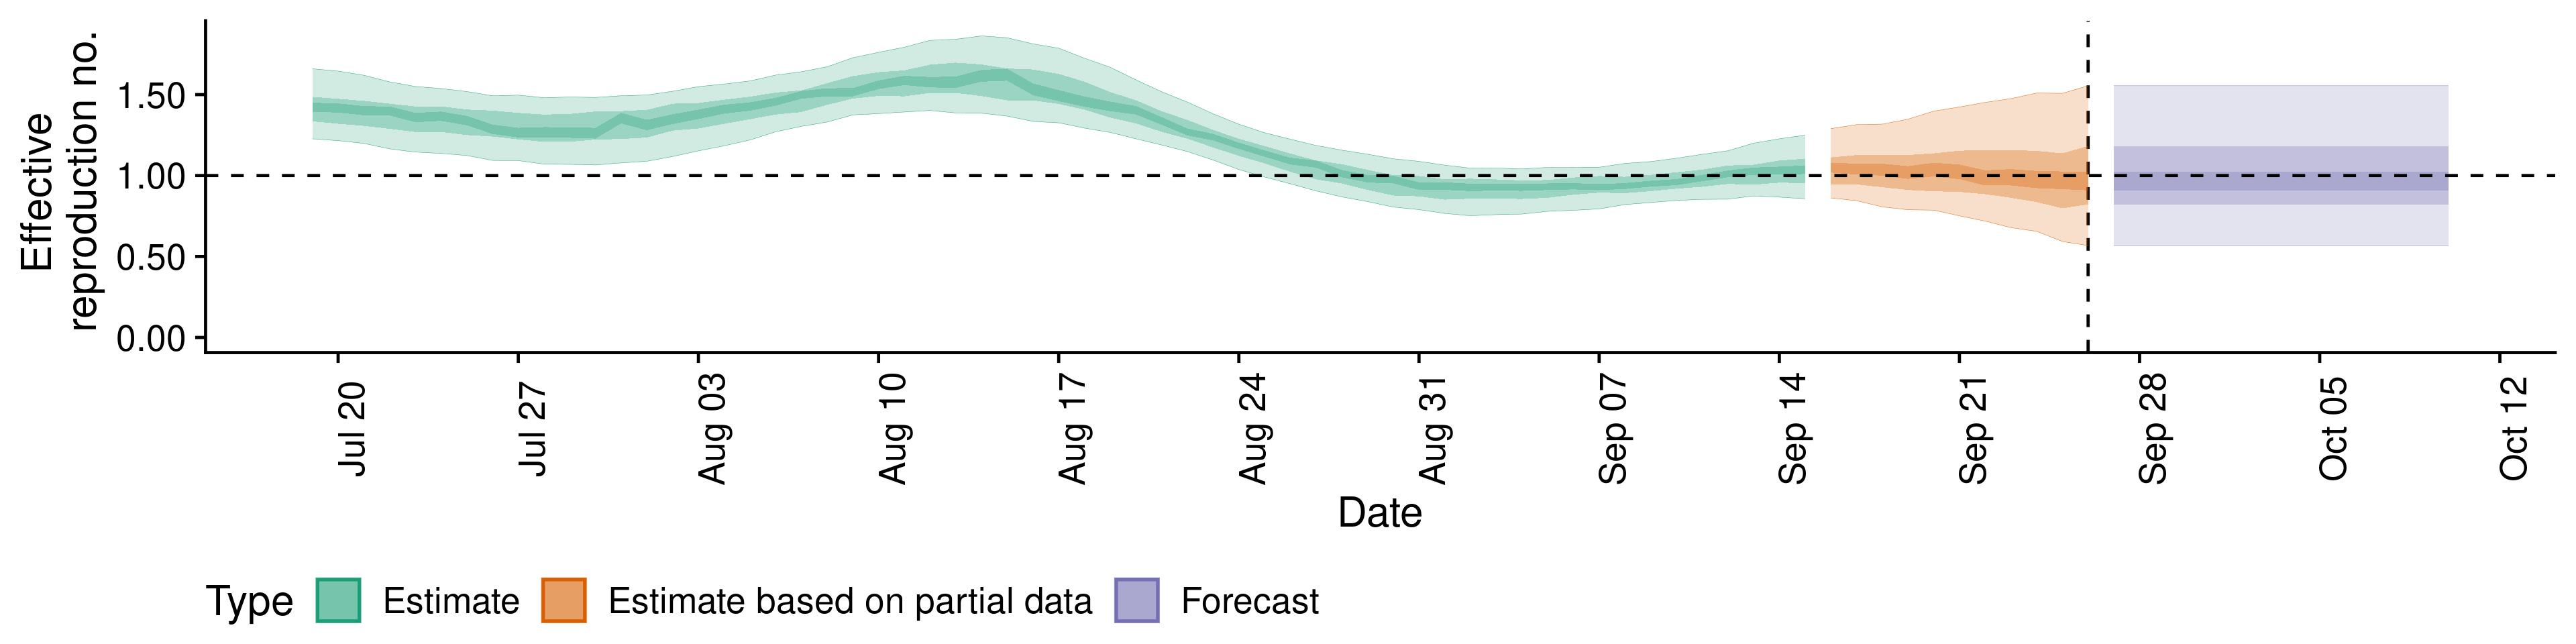 Effective
reproduction no.
1.50
1.00
0.50
0.00
Jul 20
Jul 27
Aug 03
Aug 10
Aug 17
Aug 24
Aug 31
Sep 07
Sep 14
Sep 21
Sep 28
Oct 05
Oct 12
Date
Type
Estimate
Estimate based on partial data
Forecast